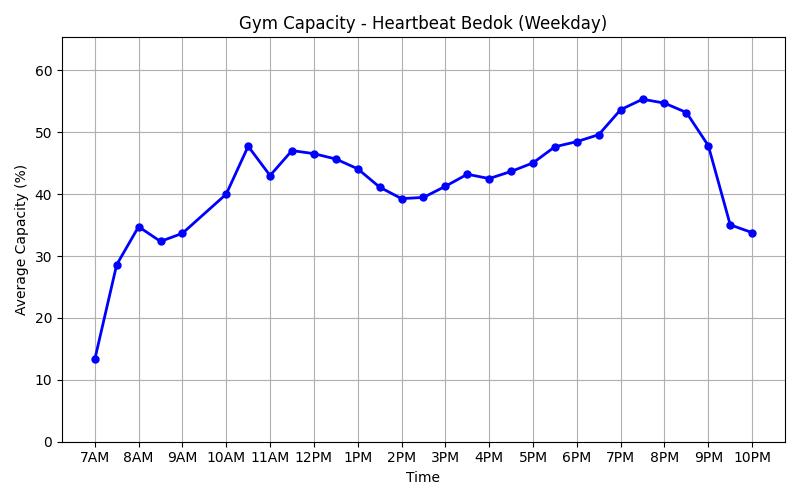 Gym Capacity - Heartbeat Bedok (Weekday)
Average Capacity (%)
60
50
40
30
20
10
0
7AM 8AM 9AM 10AM 11AM 12PM 1PM 2PM 3PM 4PM 5PM 6PM 7PM 8PM 9PM 10PM
Time